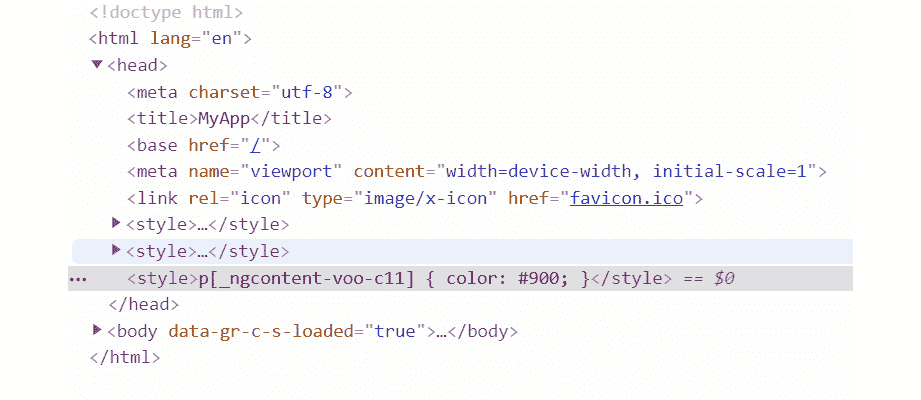 <!doctype html>
<html lang="en">
<head>
<meta charset="utf-8">
<title>MyApp</title>
<base href="/">
<meta name="viewport" content="width=device-width, initial-scale=1">
<link rel="icon" type="image/x-icon" href="favicon.ico">
<style>…</style>
<style>…</style>
<style>p[_ngcontent-voo-c11] { color: #900; }</style> == $0
</head>
<body data-gr-c-s-loaded="true">…</body>
</html>